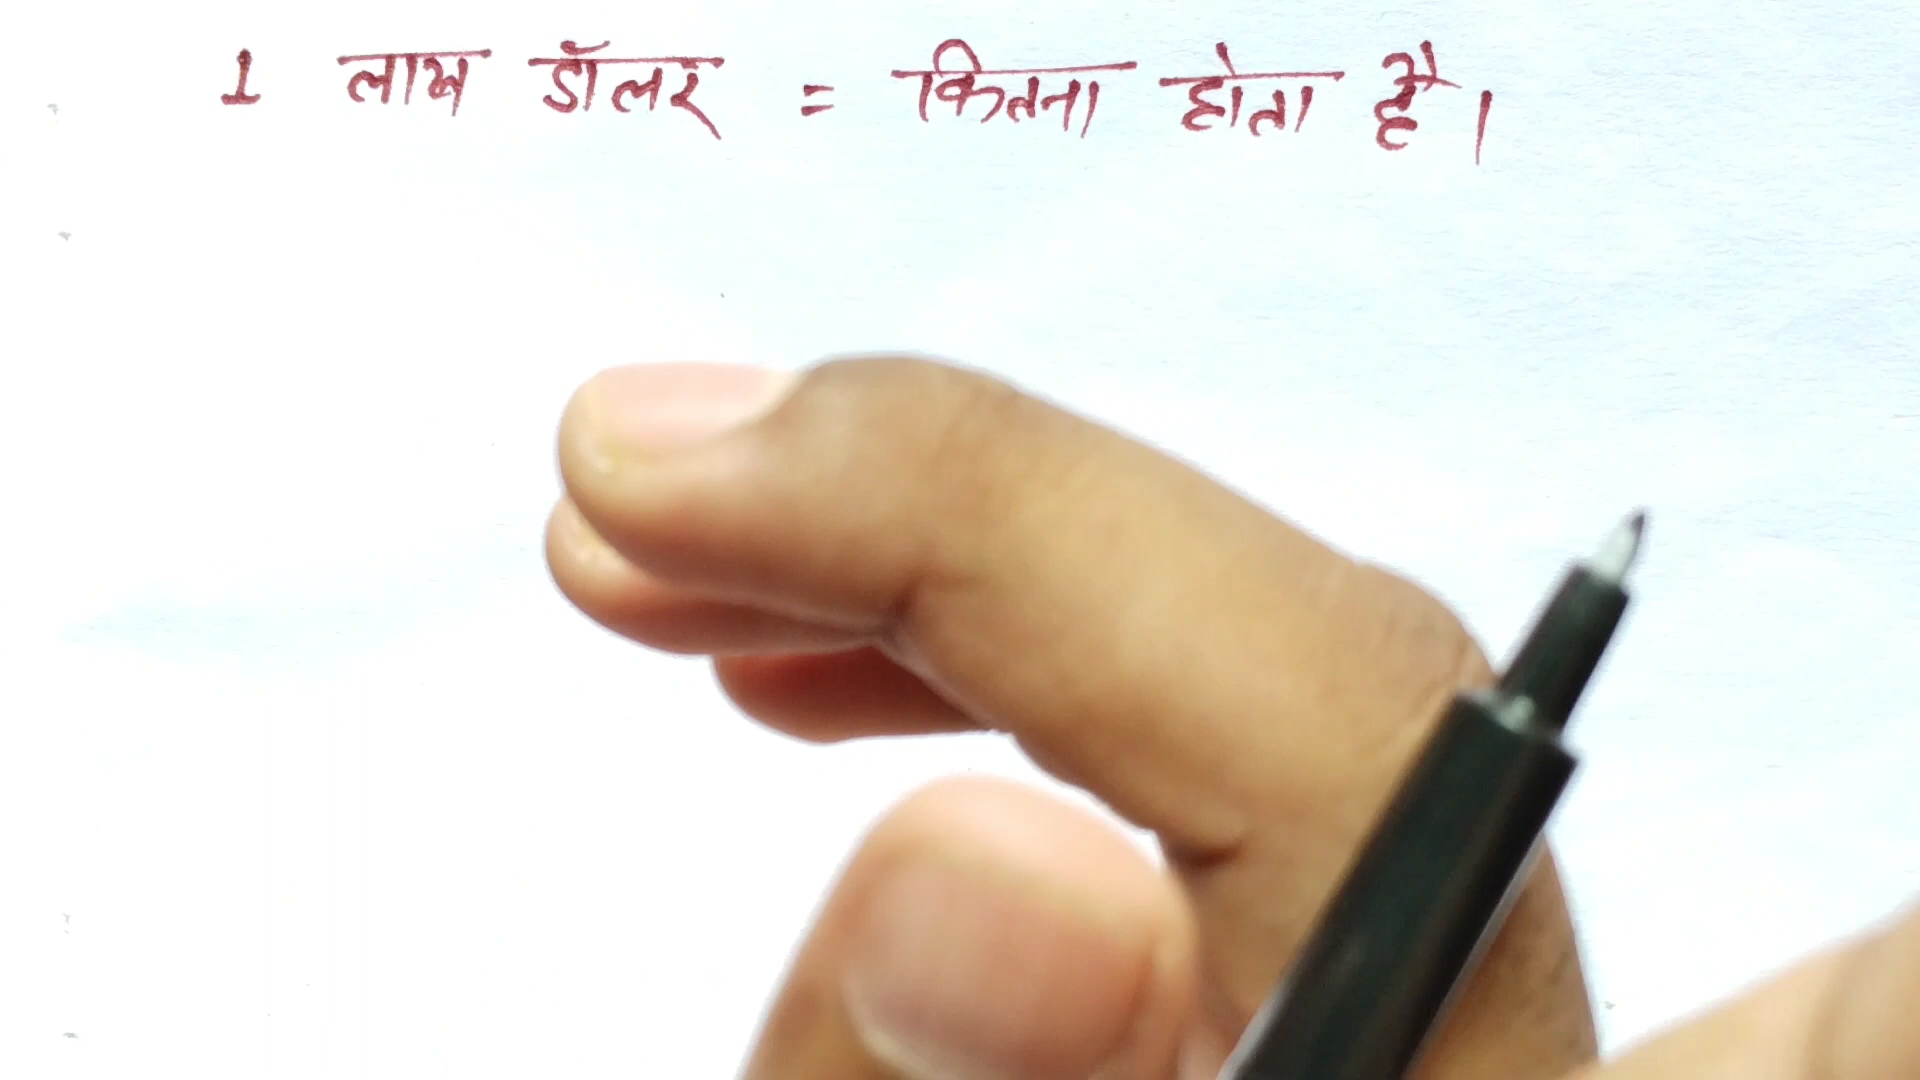 1 लाख डॉलर = कितना होता है।